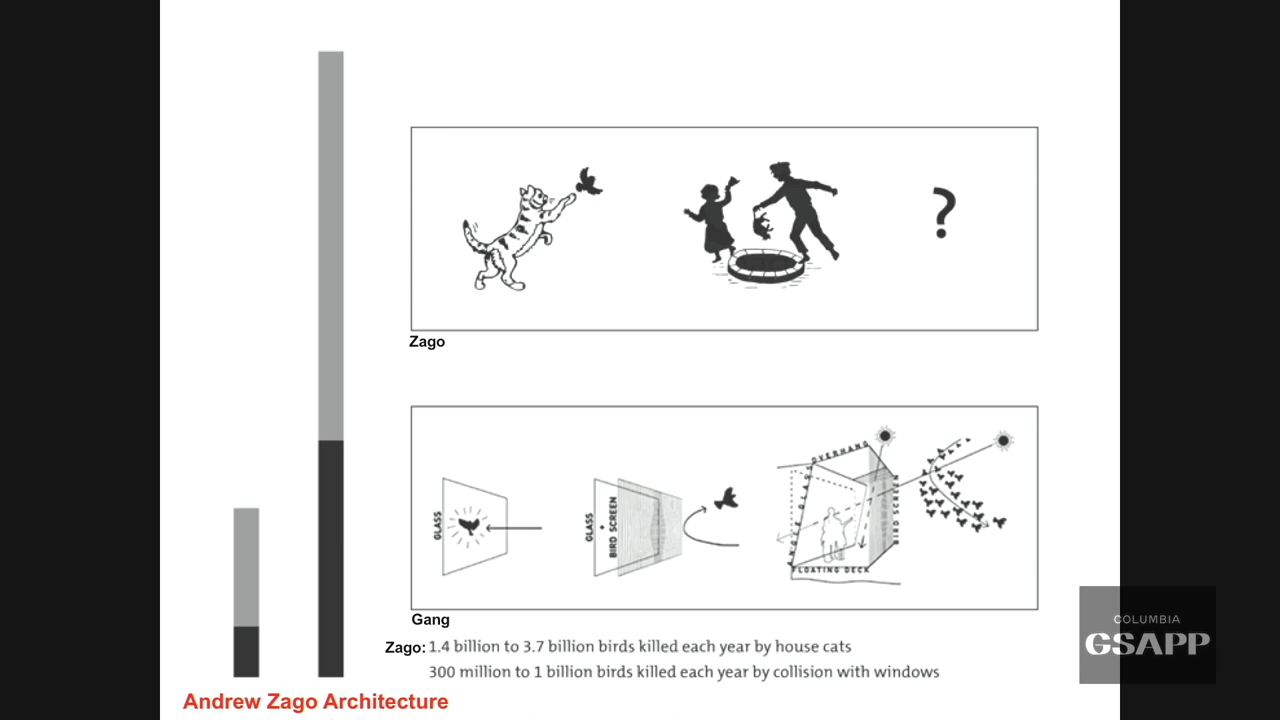 ?
Zago
GLASS
GLASS
+
BIRD SCREEN
OVERHANG
BIRD SCREEN
FLOATING DECK
Gang
Zago: 1.4 billion to 3.7 billion birds killed each year by house cats
300 million to 1 billion birds killed each year by collision with windows
COLUMBIA
GSAPP
Andrew Zago Architecture